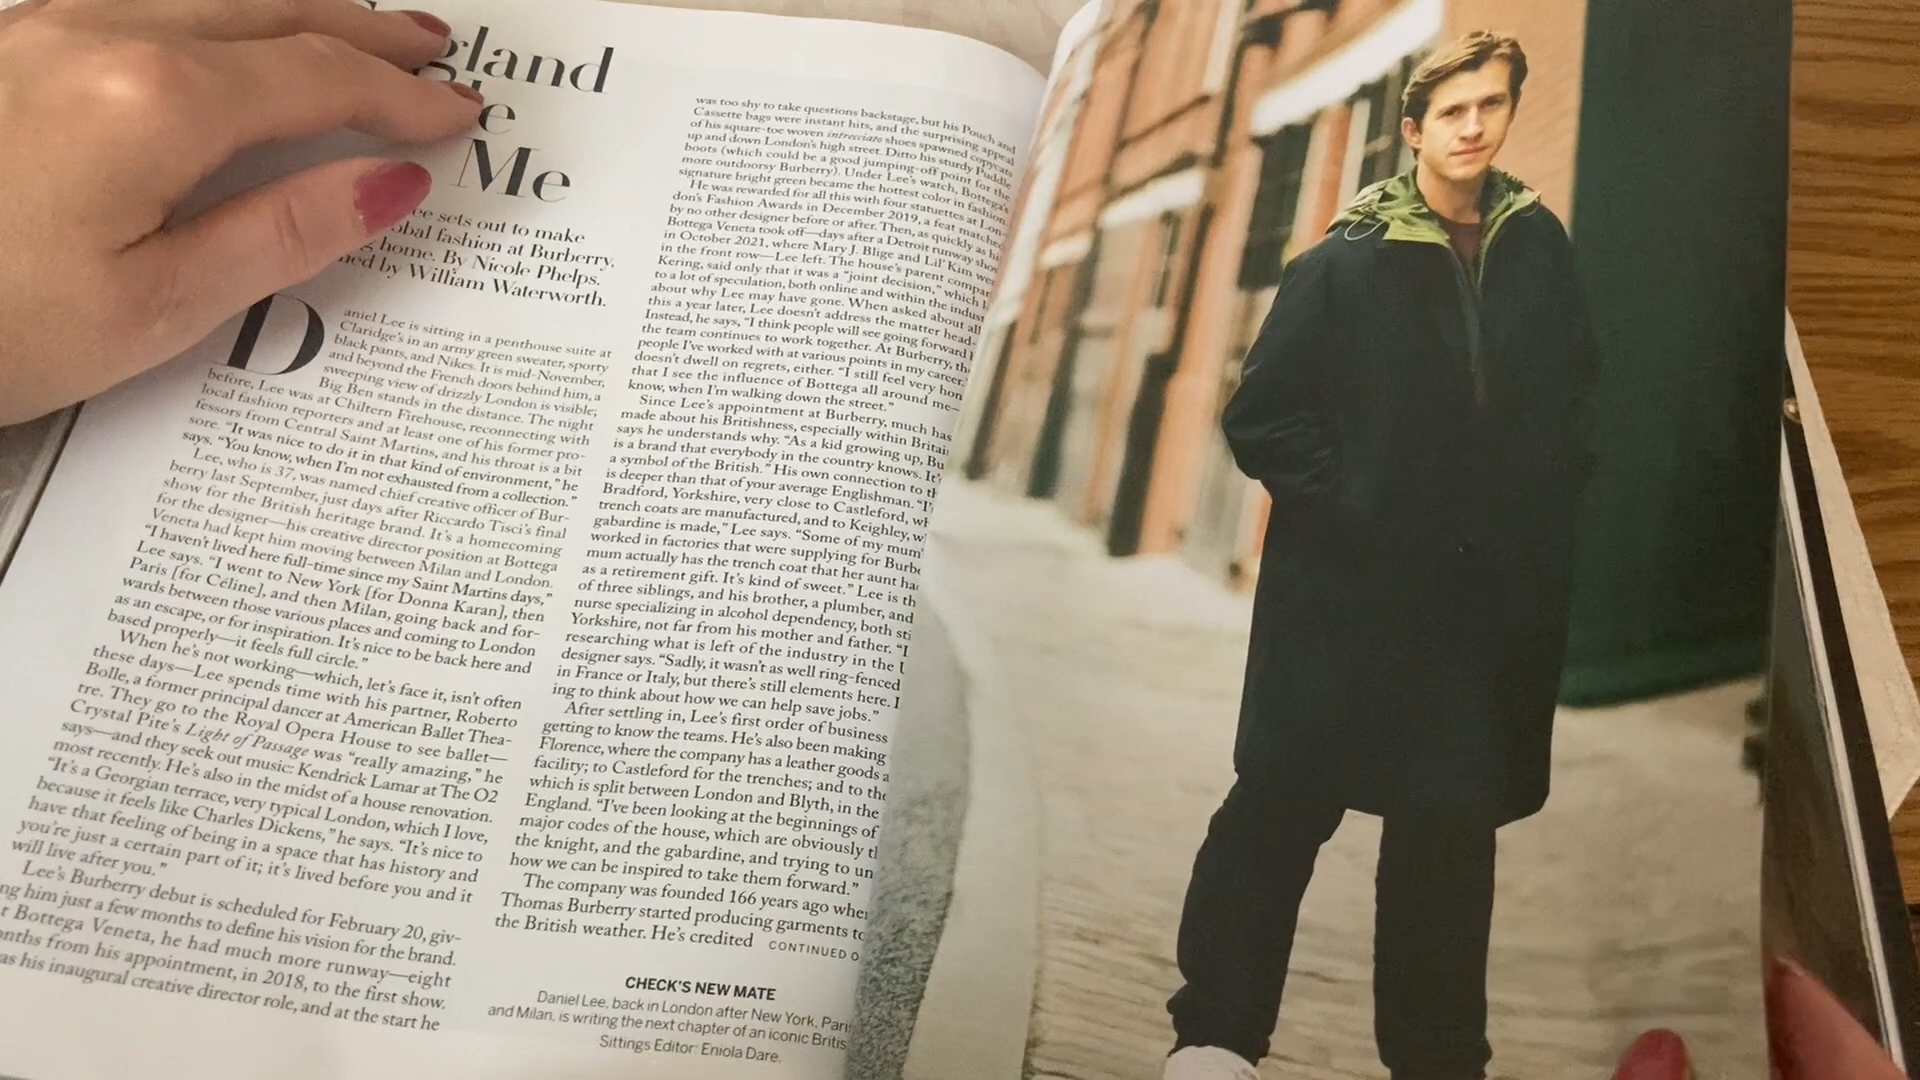 gland
Me
sets out to make
global fashion at Burberry,
home. By Nicole Phelps.
by William Waterworth.
Daniel Lee is sitting in a penthouse suite at
Claridge's in an army green sweater, sporty
black pants, and Nikes. It is mid-November,
and beyond the French doors behind him, a
sweeping view of drizzly London is visible;
Big Ben stands in the distance. The night
before, Lee was at Chiltern Firehouse, reconnecting with
local fashion reporters and at least one of his former pro-
fessors from Central Saint Martins, and his throat is a bit
sore. “It was nice to do it in that kind of environment,” he
says. “You know, when I'm not exhausted from a collection.”
Lee, who is 37, was named chief creative officer of Bur-
berry last September, just days after Riccardo Tisci's final
show for the British heritage brand. It's a homecoming
for the designer—his creative director position at Bottega
Veneta had kept him moving between Milan and London.
“I haven't lived here full-time since my Saint Martins days,”
Lee says. “I went to New York [for Donna Karan], then
Paris [for Céline], and then Milan, going back and for-
wards between those various places and coming to London
as an escape, or for inspiration. It's nice to be back here and
based properly—it feels full circle.”
When he's not working—which, let's face it, isn't often
these days—Lee spends time with his partner, Roberto
Bolle, a former principal dancer at American Ballet Thea-
tre. They go to the Royal Opera House to see ballet—
Crystal Pite's Light of Passage was “really amazing,” he
says—and they seek out music: Kendrick Lamar at The O2
most recently. He's also in the midst of a house renovation.
“It's a Georgian terrace, very typical London, which I love,
because it feels like Charles Dickens,” he says. “It's nice to
have that feeling of being in a space that has history and
you're just a certain part of it; it's lived before you and it
will live after you.”
Lee's Burberry debut is scheduled for February 20, giv-
ng him just a few months to define his vision for the brand.
t Bottega Veneta, he had much more runway—eight
onths from his appointment, in 2018, to the first show.
as his inaugural creative director role, and at the start he
was too shy to take questions backstage, but his Pouch and
Cassette bags were instant hits, and the surprising appeal
of his square-toe woven intrecciato shoes spawned copycats
up and down London's high street. Ditto his sturdy Puddle
boots (which could be a good jumping-off point for the
more outdoorsy Burberry). Under Lee's watch, Bottega's
signature bright green became the hottest color in fashion.
He was rewarded for all this with four statuettes at Lon-
don's Fashion Awards in December 2019, a feat matched
by no other designer before or after. Then, as quickly as his
Bottega Veneta took off—days after a Detroit runway show
in October 2021, where Mary J. Blige and Lil' Kim wer
in the front row—Lee left. The house's parent compan
Kering, said only that it was a “joint decision,” which l
to a lot of speculation, both online and within the indust
about why Lee may have gone. When asked about all
this a year later, Lee doesn't address the matter head-
Instead, he says, “I think people will see going forward
the team continues to work together. At Burberry, the
people I've worked with at various points in my career.
doesn't dwell on regrets, either. “I still feel very hon
that I see the influence of Bottega all around me—
know, when I'm walking down the street.”
Since Lee's appointment at Burberry, much has
made about his Britishness, especially within Britai
says he understands why. “As a kid growing up, Bu
is a brand that everybody in the country knows. It's
a symbol of the British.” His own connection to th
is deeper than that of your average Englishman. “I'
Bradford, Yorkshire, very close to Castleford, wh
trench coats are manufactured, and to Keighley, w
gabardine is made,” Lee says. “Some of my mum'
worked in factories that were supplying for Burbe
mum actually has the trench coat that her aunt ha
as a retirement gift. It's kind of sweet.” Lee is th
of three siblings, and his brother, a plumber, and
nurse specializing in alcohol dependency, both sti
Yorkshire, not far from his mother and father. “I
researching what is left of the industry in the U
designer says. “Sadly, it wasn't as well ring-fenced
in France or Italy, but there's still elements here. I
ing to think about how we can help save jobs.”
After settling in, Lee's first order of business
getting to know the teams. He's also been making
Florence, where the company has a leather goods a
facility; to Castleford for the trenches; and to the
which is split between London and Blyth, in the
England. “I've been looking at the beginnings of
major codes of the house, which are obviously t
the knight, and the gabardine, and trying to un
how we can be inspired to take them forward.”
The company was founded 166 years ago when
Thomas Burberry started producing garments to
the British weather. He's credited CONTINUED O
CHECK'S NEW MATE
Daniel Lee, back in London after New York, Pari
and Milan, is writing the next chapter of an iconic Britis
Sittings Editor: Eniola Dare.